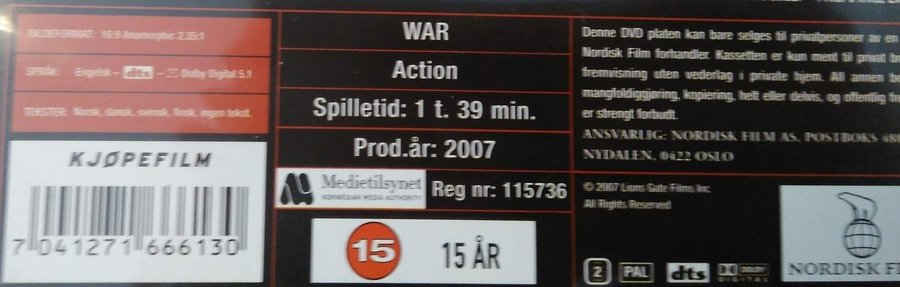 BILDEFORMAT: 16:9 Anamorphic 2.35:1
SPRÅK: Engelsk - dts - Dolby Digital 5.1
TEKSTER: Norsk, dansk, svensk, finsk, ingen tekst.
KJØPEFILM
7 041271 666130
WAR
Action
Spilletid: 1 t. 39 min.
Prod.år: 2007
Medietilsynet
NORWEGIAN MEDIA AUTHORITY
Reg nr: 115736
15
15 ÅR
Denne DVD platen kan bare selges til privatpersoner av en
Nordisk Film forhandler. Kassetten er kun ment til privat
fremvisning uten vederlag i private hjem. All annen
mangfoldiggjøring, kopiering, helt eller delvis, og offentlig
er strengt forbudt.
ANSVARLIG: NORDISK FILM AS, POSTBOKS
NYDALEN, 0422 OSLO
© 2007 Lions Gate Films Inc.
All Rights Reserved
2
PAL
dts
DOLBY
DIGITAL
NORDISK